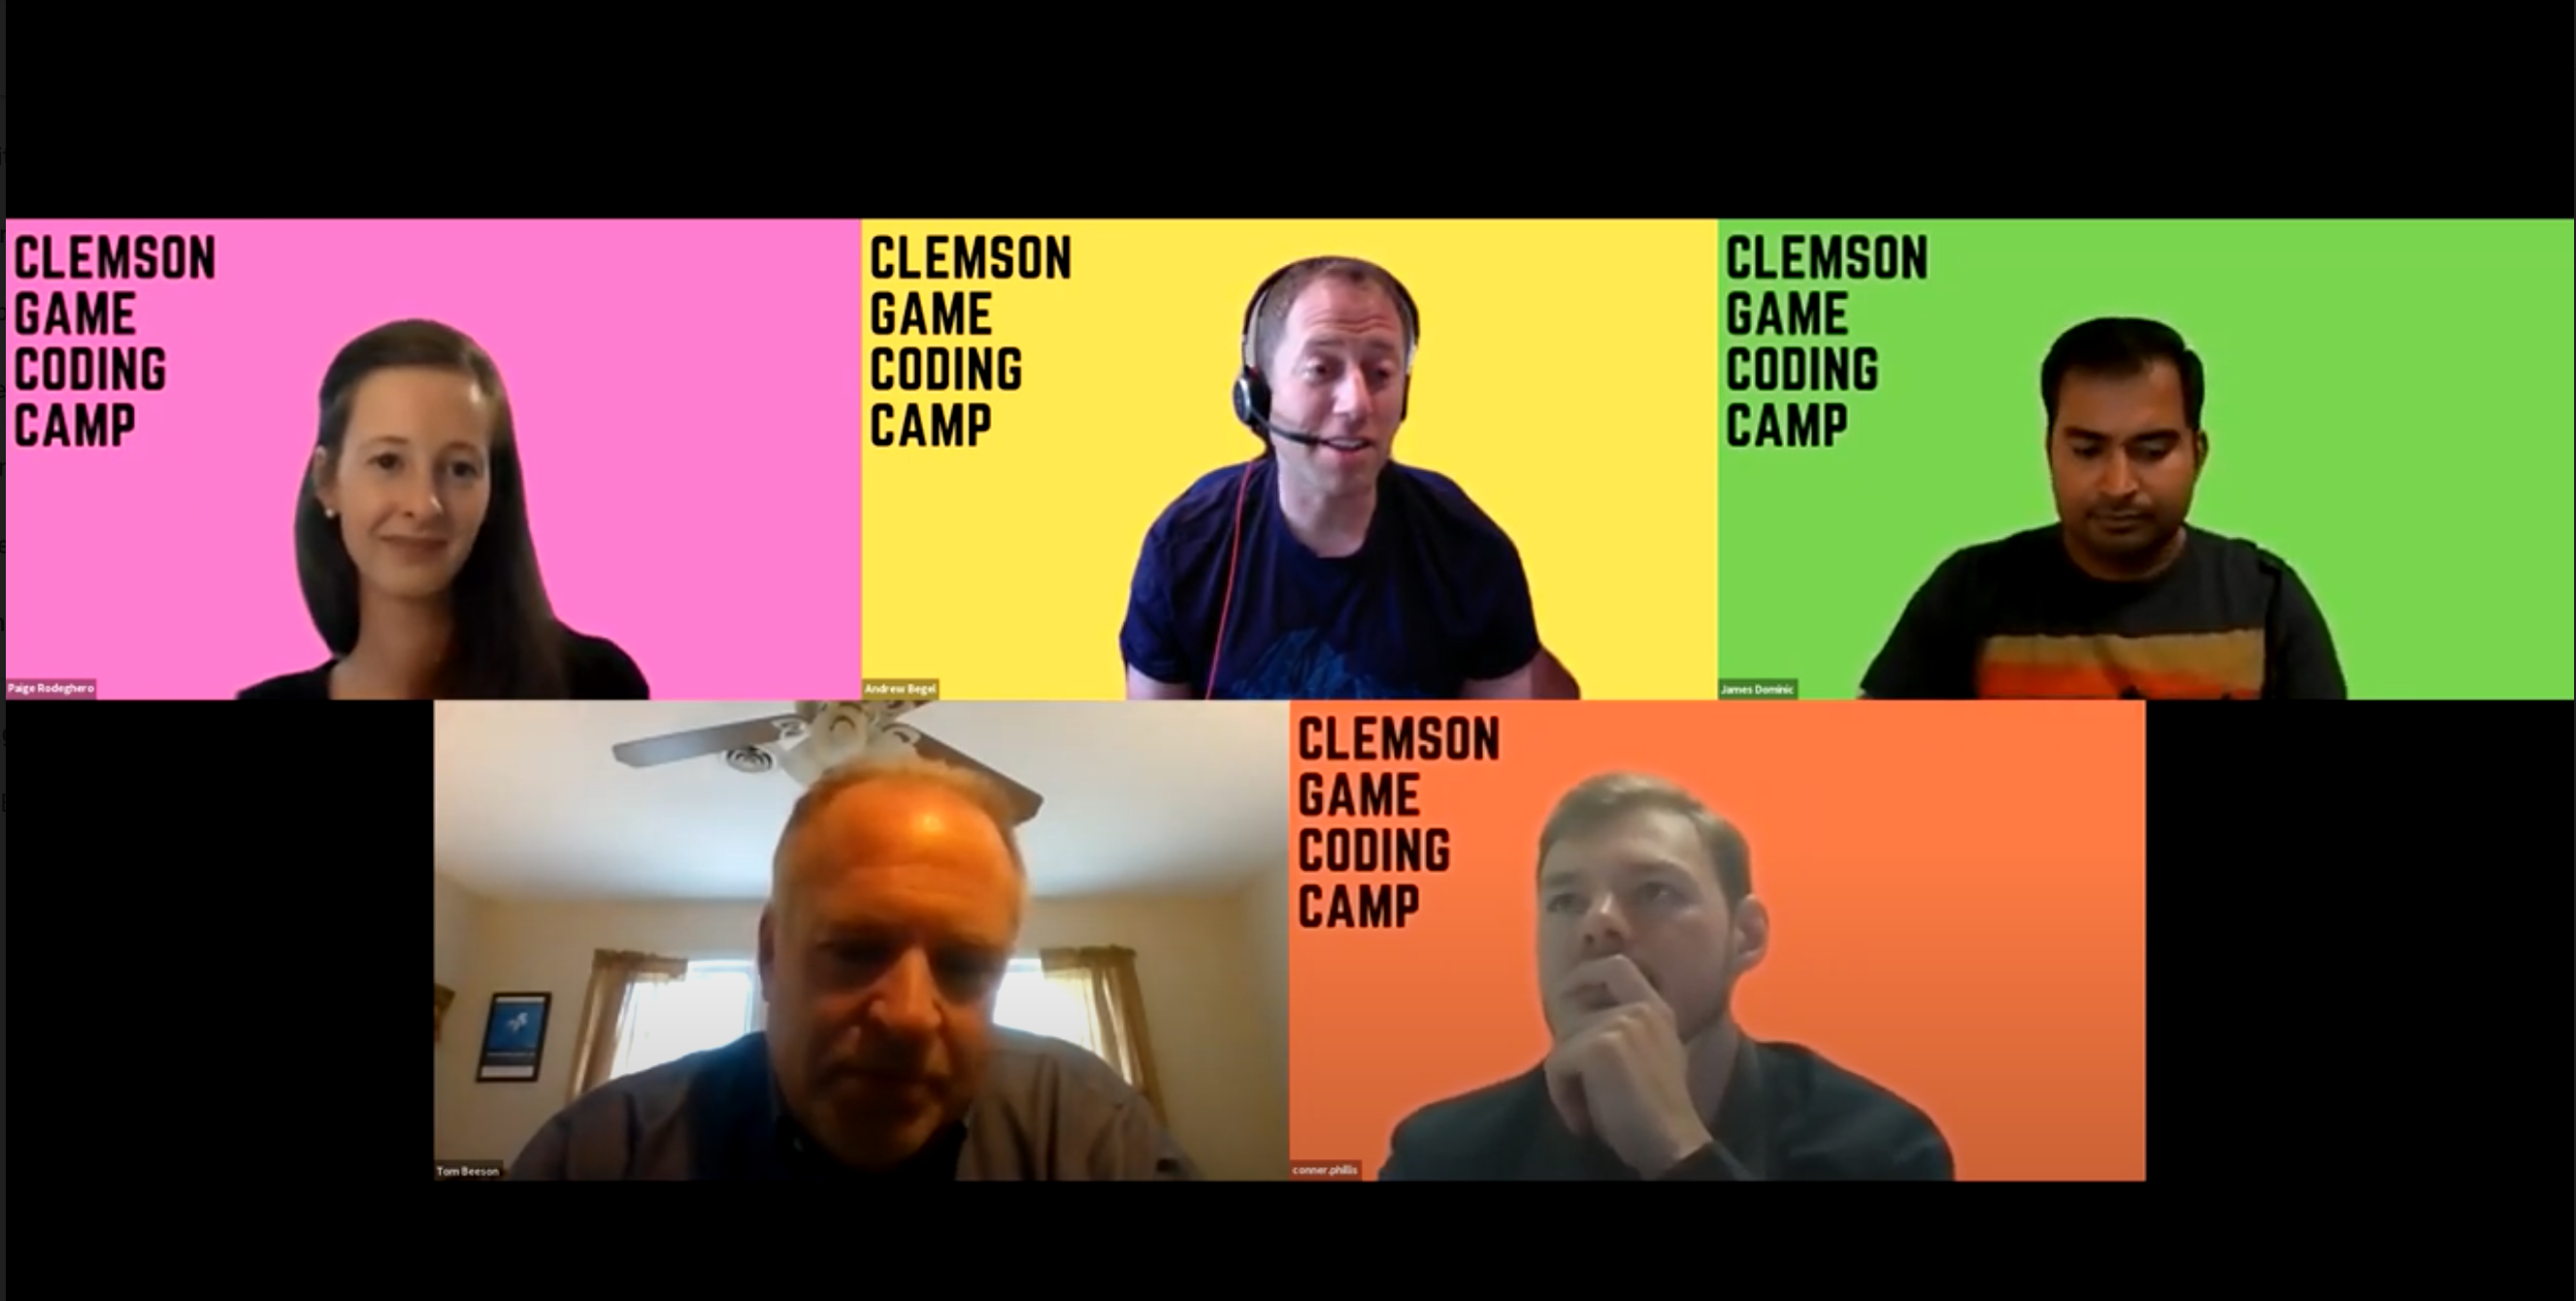 CLEMSON
GAME
CODING
CAMP
Paige Rodeghero
CLEMSON
GAME
CODING
CAMP
Andrew Begel
CLEMSON
GAME
CODING
CAMP
James Dominic
Tom Beeson
CLEMSON
GAME
CODING
CAMP
conner.phillis